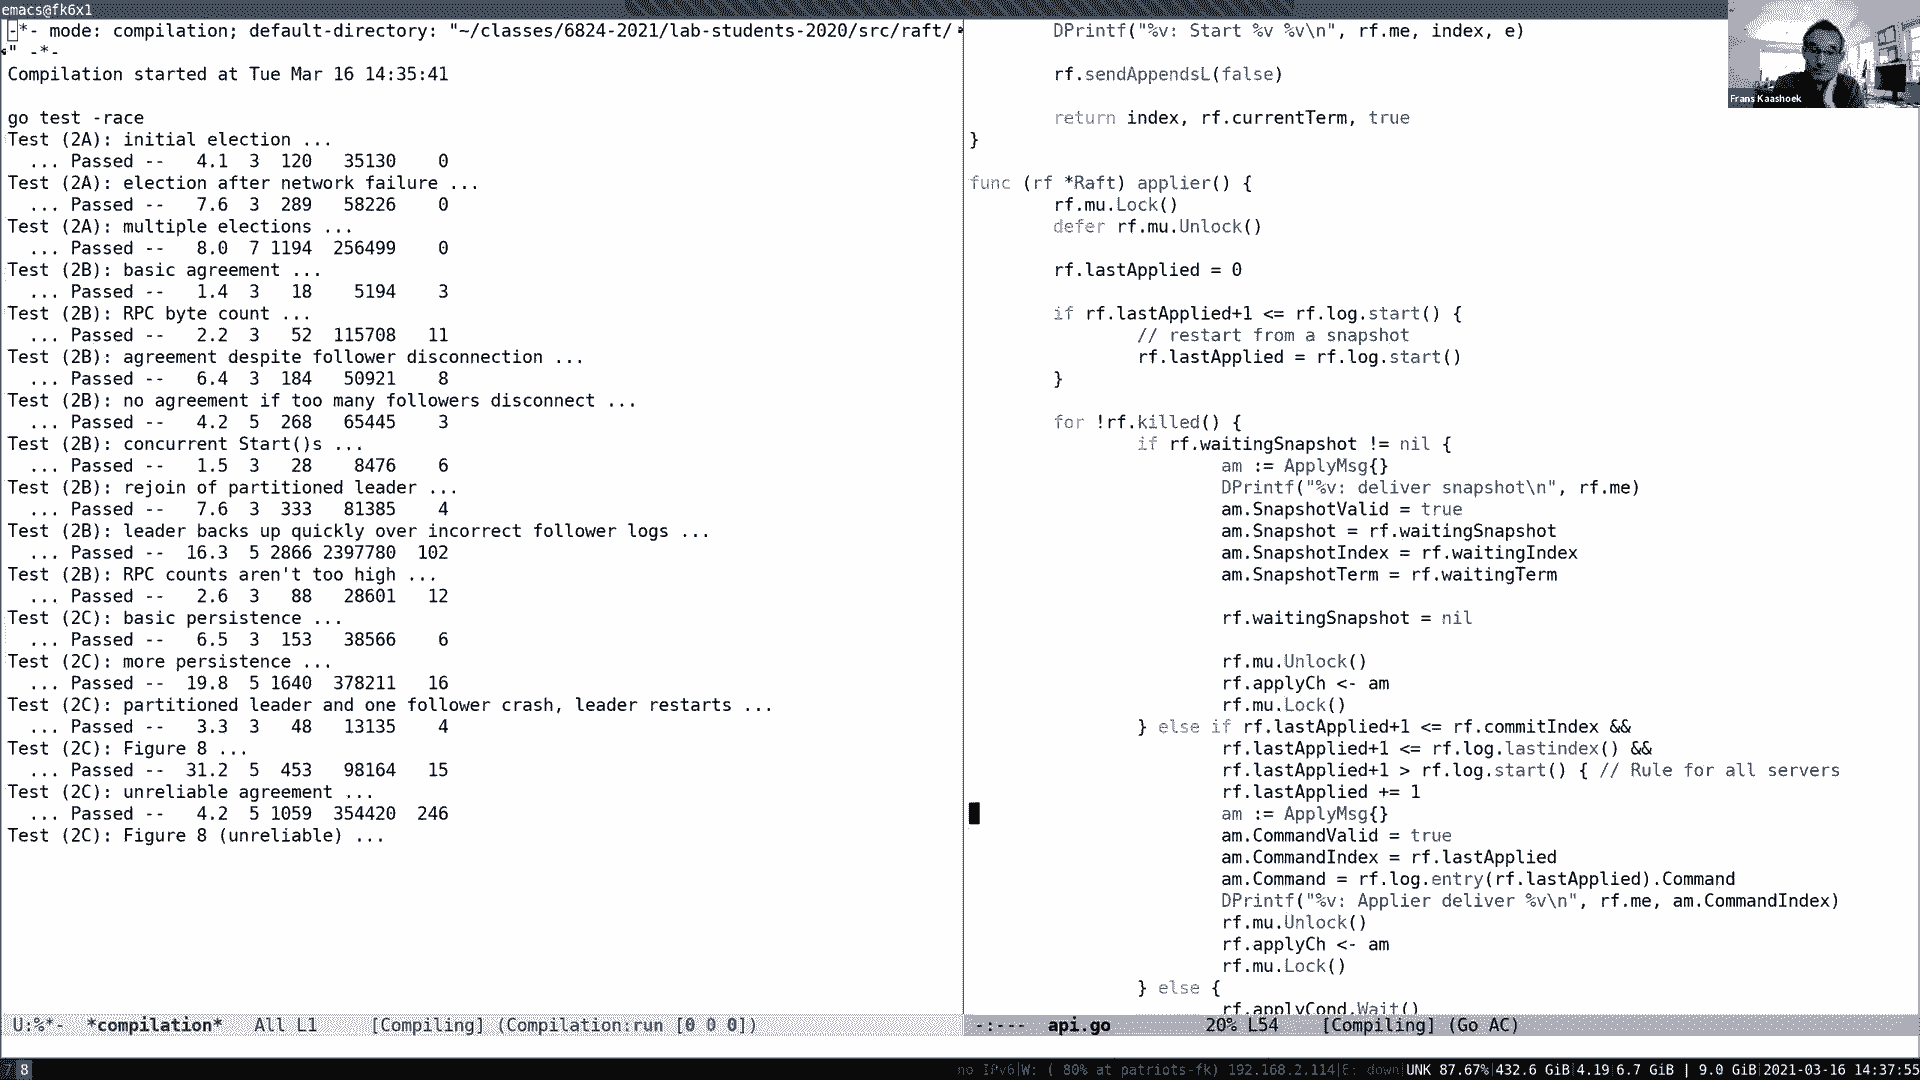 emacs@fk6x1
-*- mode: compilation; default-directory: "~/classes/6824-2021/lab-students-2020/src/raft/
" -*-
Compilation started at Tue Mar 16 14:35:41
go test -race
Test (2A): initial election ...
... Passed --   4.1  3  120   35130    0
Test (2A): election after network failure ...
... Passed --   7.6  3  289   58226    0
Test (2A): multiple elections ...
... Passed --   8.0  7 1194  256499    0
Test (2B): basic agreement ...
... Passed --   1.4  3   18    5194    3
Test (2B): RPC byte count ...
... Passed --   2.2  3   52  115708   11
Test (2B): agreement despite follower disconnection ...
... Passed --   6.4  3  184   50921    8
Test (2B): no agreement if too many followers disconnect ...
... Passed --   4.2  5  268   65445    3
Test (2B): concurrent Start()s ...
... Passed --   1.5  3   28    8476    6
Test (2B): rejoin of partitioned leader ...
... Passed --   7.6  3  333   81385    4
Test (2B): leader backs up quickly over incorrect follower logs ...
... Passed --  16.3  5 2866 2397780  102
Test (2B): RPC counts aren't too high ...
... Passed --   2.6  3   88   28601   12
Test (2C): basic persistence ...
... Passed --   6.5  3  153   38566    6
Test (2C): more persistence ...
... Passed --  19.8  5 1640  378211   16
Test (2C): partitioned leader and one follower crash, leader restarts ...
... Passed --   3.3  3   48   13135    4
Test (2C): Figure 8 ...
... Passed --  31.2  5  453   98164   15
Test (2C): unreliable agreement ...
... Passed --   4.2  5 1059  354420  246
Test (2C): Figure 8 (unreliable) ...
U:%*-  *compilation*   All L1     [Compiling] (Compilation:run [0 0 0])
DPrintf("%v: Start %v %v\n", rf.me, index, e)
rf.sendAppendsL(false)
return index, rf.currentTerm, true
}
func (rf *Raft) applier() {
rf.mu.Lock()
defer rf.mu.Unlock()
rf.lastApplied = 0
if rf.lastApplied+1 <= rf.log.start() {
// restart from a snapshot
rf.lastApplied = rf.log.start()
}
for !rf.killed() {
if rf.waitingSnapshot != nil {
am := ApplyMsg{}
DPrintf("%v: deliver snapshot\n", rf.me)
am.SnapshotValid = true
am.Snapshot = rf.waitingSnapshot
am.SnapshotIndex = rf.waitingIndex
am.SnapshotTerm = rf.waitingTerm
rf.waitingSnapshot = nil
rf.mu.Unlock()
rf.applyCh <- am
rf.mu.Lock()
} else if rf.lastApplied+1 <= rf.commitIndex &&
rf.lastApplied+1 <= rf.log.lastindex() &&
rf.lastApplied+1 > rf.log.start() { // Rule for all servers
rf.lastApplied += 1
am := ApplyMsg{}
am.CommandValid = true
am.CommandIndex = rf.lastApplied
am.Command = rf.log.entry(rf.lastApplied).Command
DPrintf("%v: Applier deliver %v\n", rf.me, am.CommandIndex)
rf.mu.Unlock()
rf.applyCh <- am
rf.mu.Lock()
} else {
rf.applyCond.Wait()
-:---  api.go         20% L54    [Compiling] (Go AC)
Frans Kaashoek
7 8
no IPv6|W: ( 80% at patriots-fk) 192.168.2.114|E: down|UNK 87.67%|432.6 GiB|4.19|6.7 GiB | 9.0 GiB|2021-03-16 14:37:55